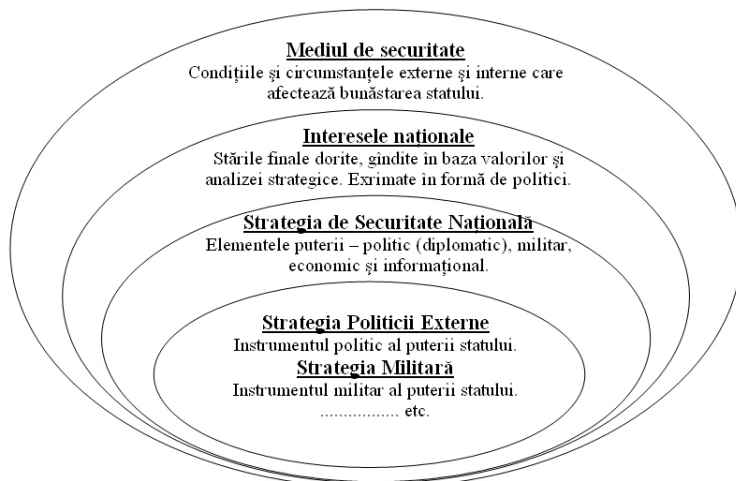 Mediul de securitate
Condițiile și circumstanțele externe și interne care
afectează bunăstarea statului.
Interesele naționale
Stările finale dorite, gîndite în baza valorilor și
analizei strategice. Exrimate în formă de politici.
Strategia de Securitate Națională
Elementele puterii – politic (diplomatic), militar,
economic și informațional.
Strategia Politicii Externe
Instrumentul politic al puterii statului.
Strategia Militară
Instrumentul militar al puterii statului.
................. etc.